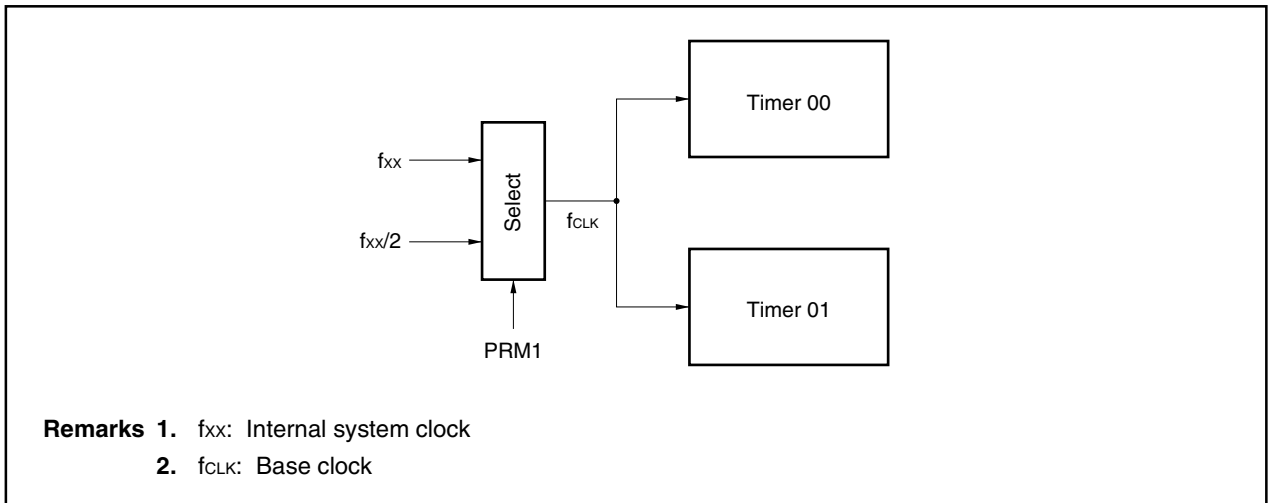 Timer 00
fxx
Select
fCLK
fxx/2
Timer 01
PRM1
Remarks 1. fxx: Internal system clock
2. fCLK: Base clock